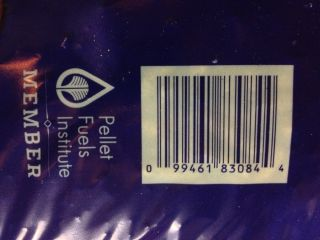 Pellet
Fuels
Institute
MEMBER
0 99461 83084 4